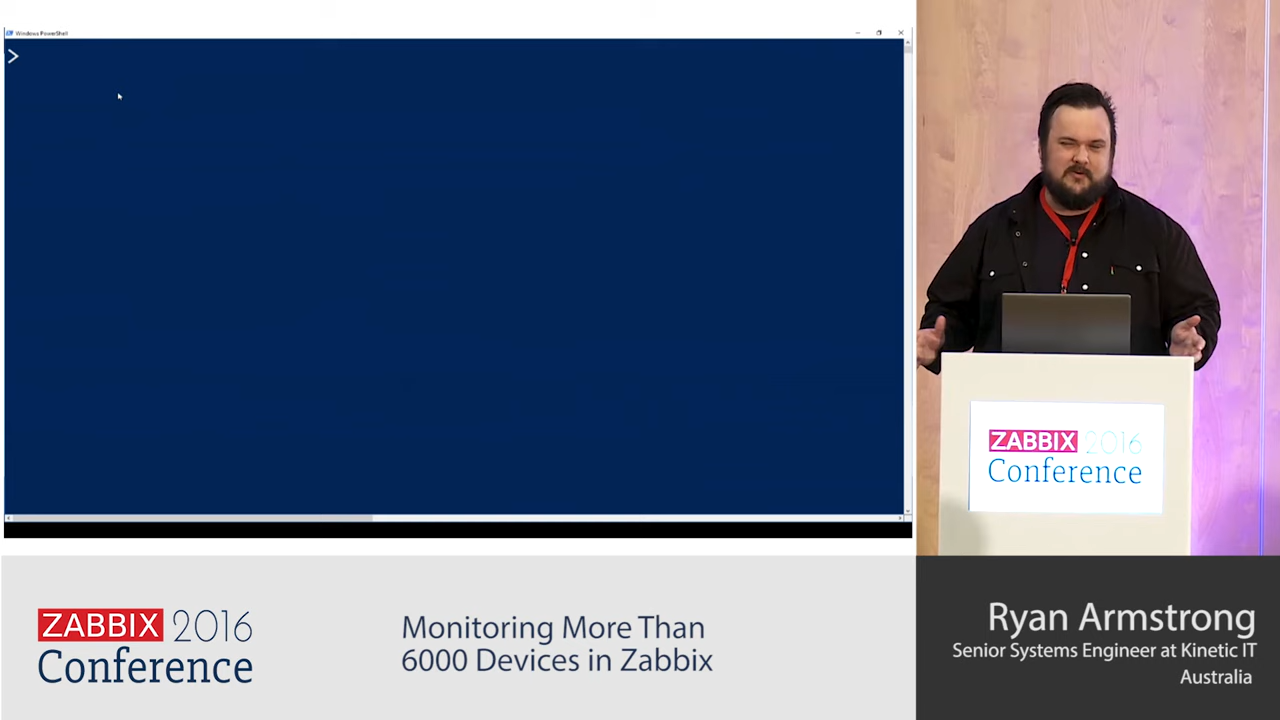 Windows PowerShell
>
ZABBIX 2016
Conference
ZABBIX 2016
Conference
Monitoring More Than
6000 Devices in Zabbix
Ryan Armstrong
Senior Systems Engineer at Kinetic IT
Australia